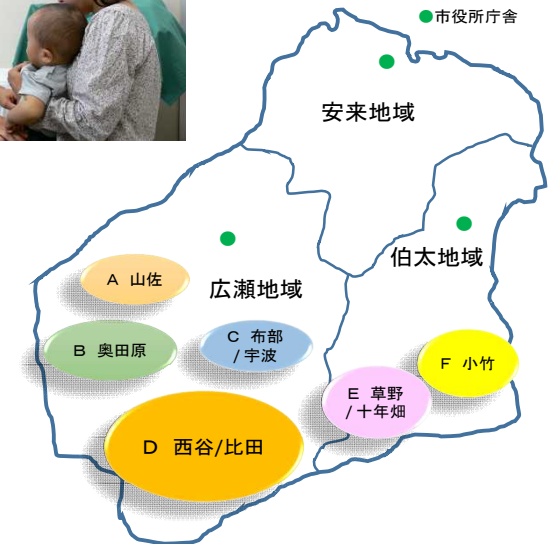 ●市役所庁舎
安来地域
伯太地域
広瀬地域
A 山佐
B 奥田原
C 布部
/宇波
D 西谷/比田
E 草野
/十年畑
F 小竹